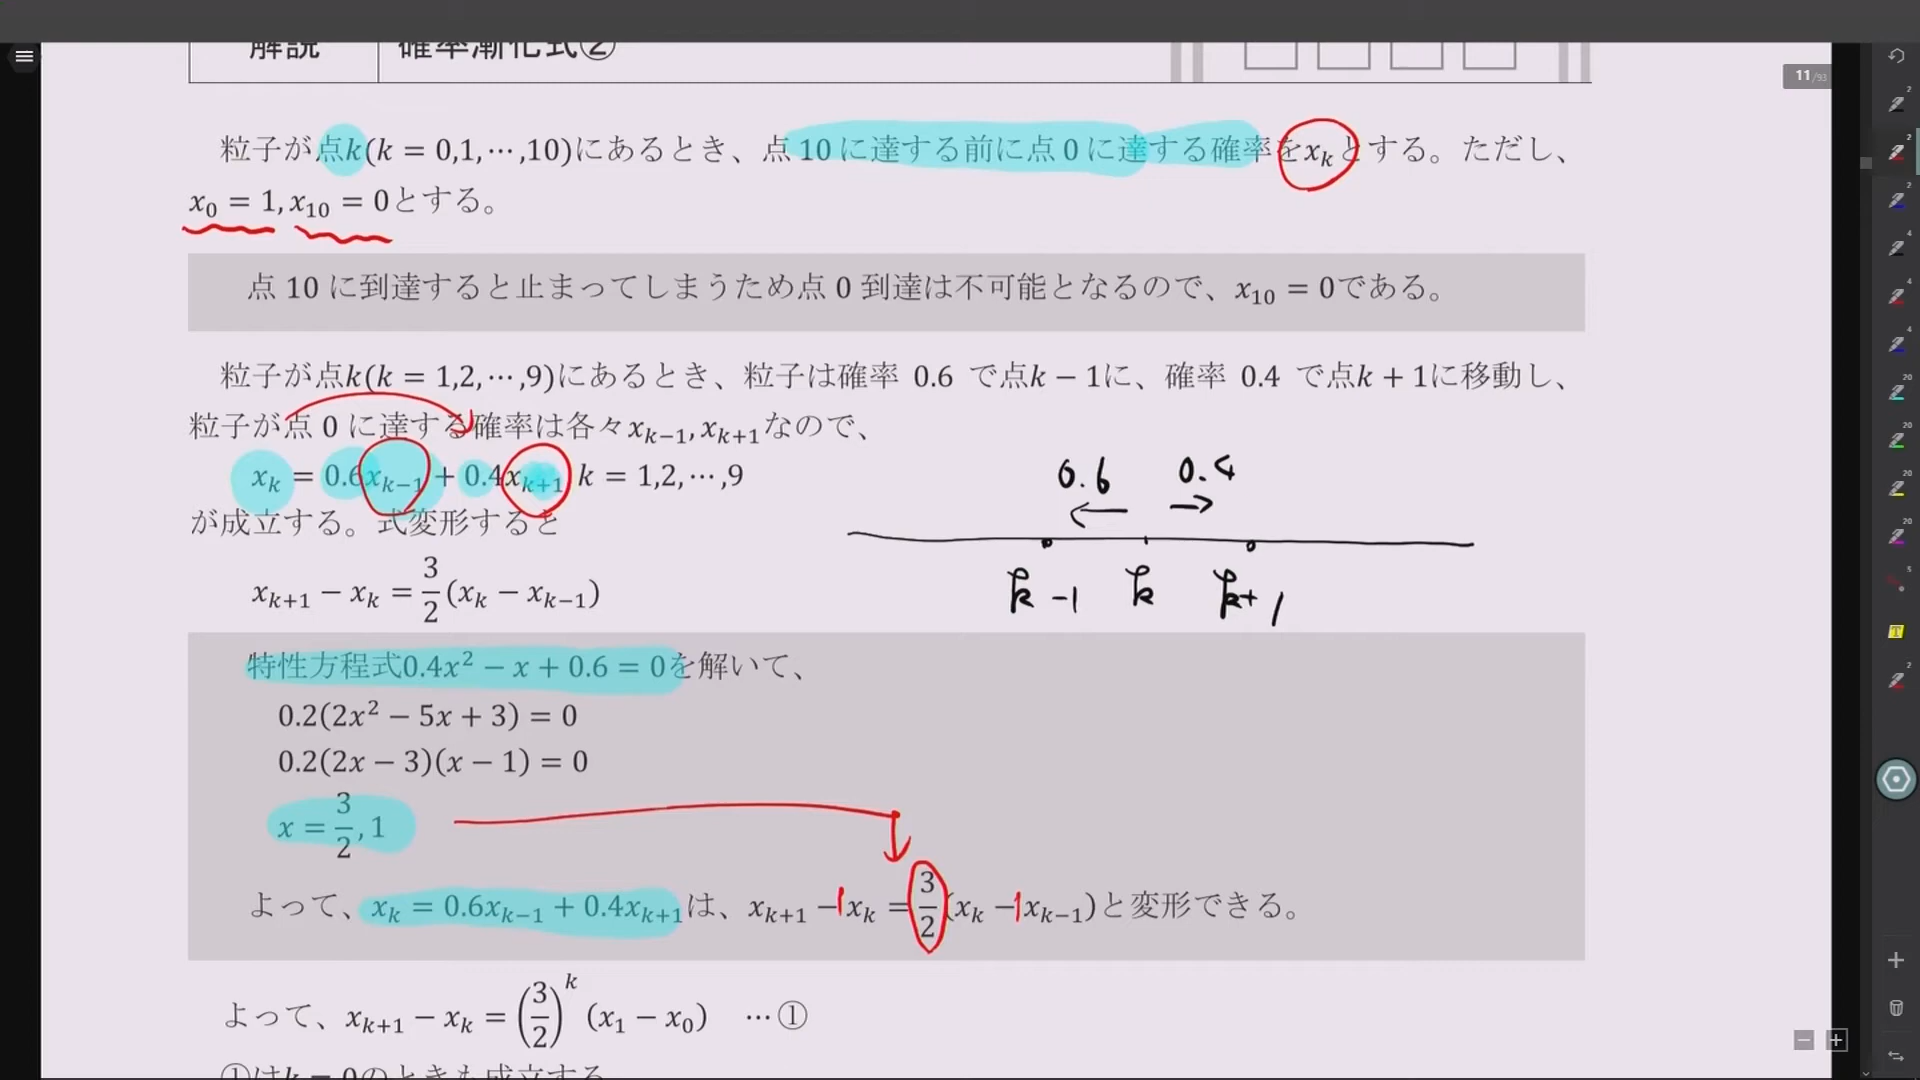 解説 確率漸化式②
11/93
粒子が点k(k = 0,1,⋯,10)にあるとき、点 10 に達する前に点 0 に達する確率をx_kとする。ただし、
x_0 = 1, x_10 = 0とする。
点 10 に到達すると止まってしまうため点 0 到達は不可能となるので、x_10 = 0である。
粒子が点k(k = 1,2,⋯,9)にあるとき、粒子は確率 0.6 で点k − 1に、確率 0.4 で点k + 1に移動し、
粒子が点 0 に達する確率は各々x_{k−1}, x_{k+1}なので、
x_k = 0.6x_{k−1} + 0.4x_{k+1} k = 1,2,⋯,9
0.6 0.4
が成立する。式変形すると
k-1 k k+1
x_{k+1} − x_k = 3/2 (x_k − x_{k−1})
特性方程式0.4x² − x + 0.6 = 0を解いて、
0.2(2x² − 5x + 3) = 0
0.2(2x − 3)(x − 1) = 0
x = 3/2, 1
よって、x_k = 0.6x_{k−1} + 0.4x_{k+1}は、x_{k+1} − 1x_k = 3/2 (x_k − 1x_{k−1})と変形できる。
よって、x_{k+1} − x_k = (3/2)^k (x_1 − x_0) ⋯①
①はk = 0のときも成立する